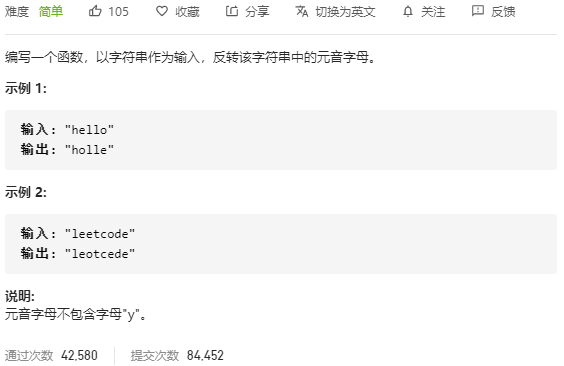 难度 简单 105 收藏 分享 切换为英文 关注 反馈
编写一个函数，以字符串作为输入，反转该字符串中的元音字母。
示例 1:
输入: "hello"
输出: "holle"
示例 2:
输入: "leetcode"
输出: "leotcede"
说明:
元音字母不包含字母"y"。
通过次数 42,580 提交次数 84,452